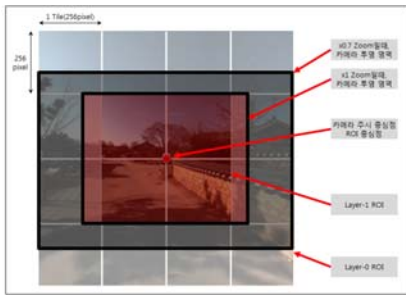 1 Tile(256pixel)
256
pixel
x0.7 Zoom일때,
카메라 투영 영역
x1 Zoom일때,
카메라 투영 영역
카메라 주시 중심점
ROI 중심점
Layer-1 ROI
Layer-0 ROI